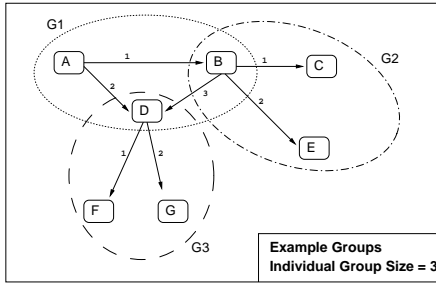 G1
A
1
B
1
C
G2
2
3
2
D
E
1
2
F
G
G3
Example Groups
Individual Group Size = 3